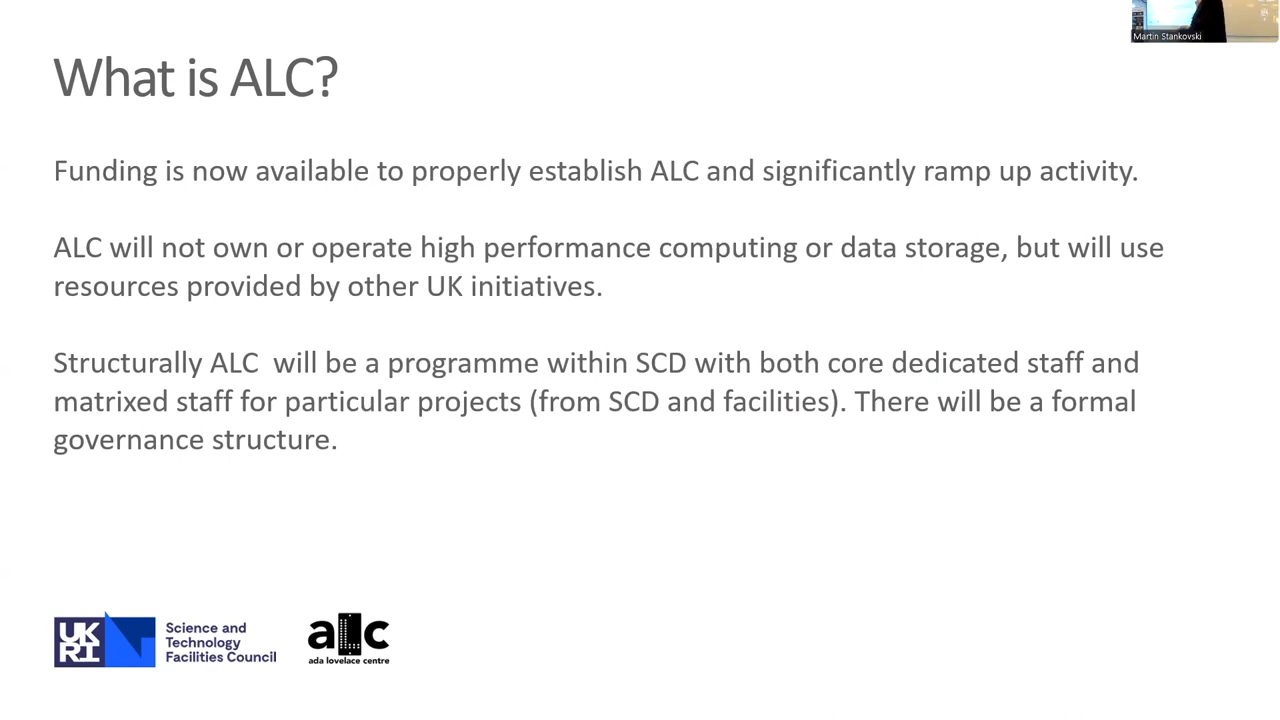 Martin Stankovski
What is ALC?
Funding is now available to properly establish ALC and significantly ramp up activity.
ALC will not own or operate high performance computing or data storage, but will use
resources provided by other UK initiatives.
Structurally ALC  will be a programme within SCD with both core dedicated staff and
matrixed staff for particular projects (from SCD and facilities). There will be a formal
governance structure.
UK
RI
Science and
Technology
Facilities Council
alc
ada lovelace centre